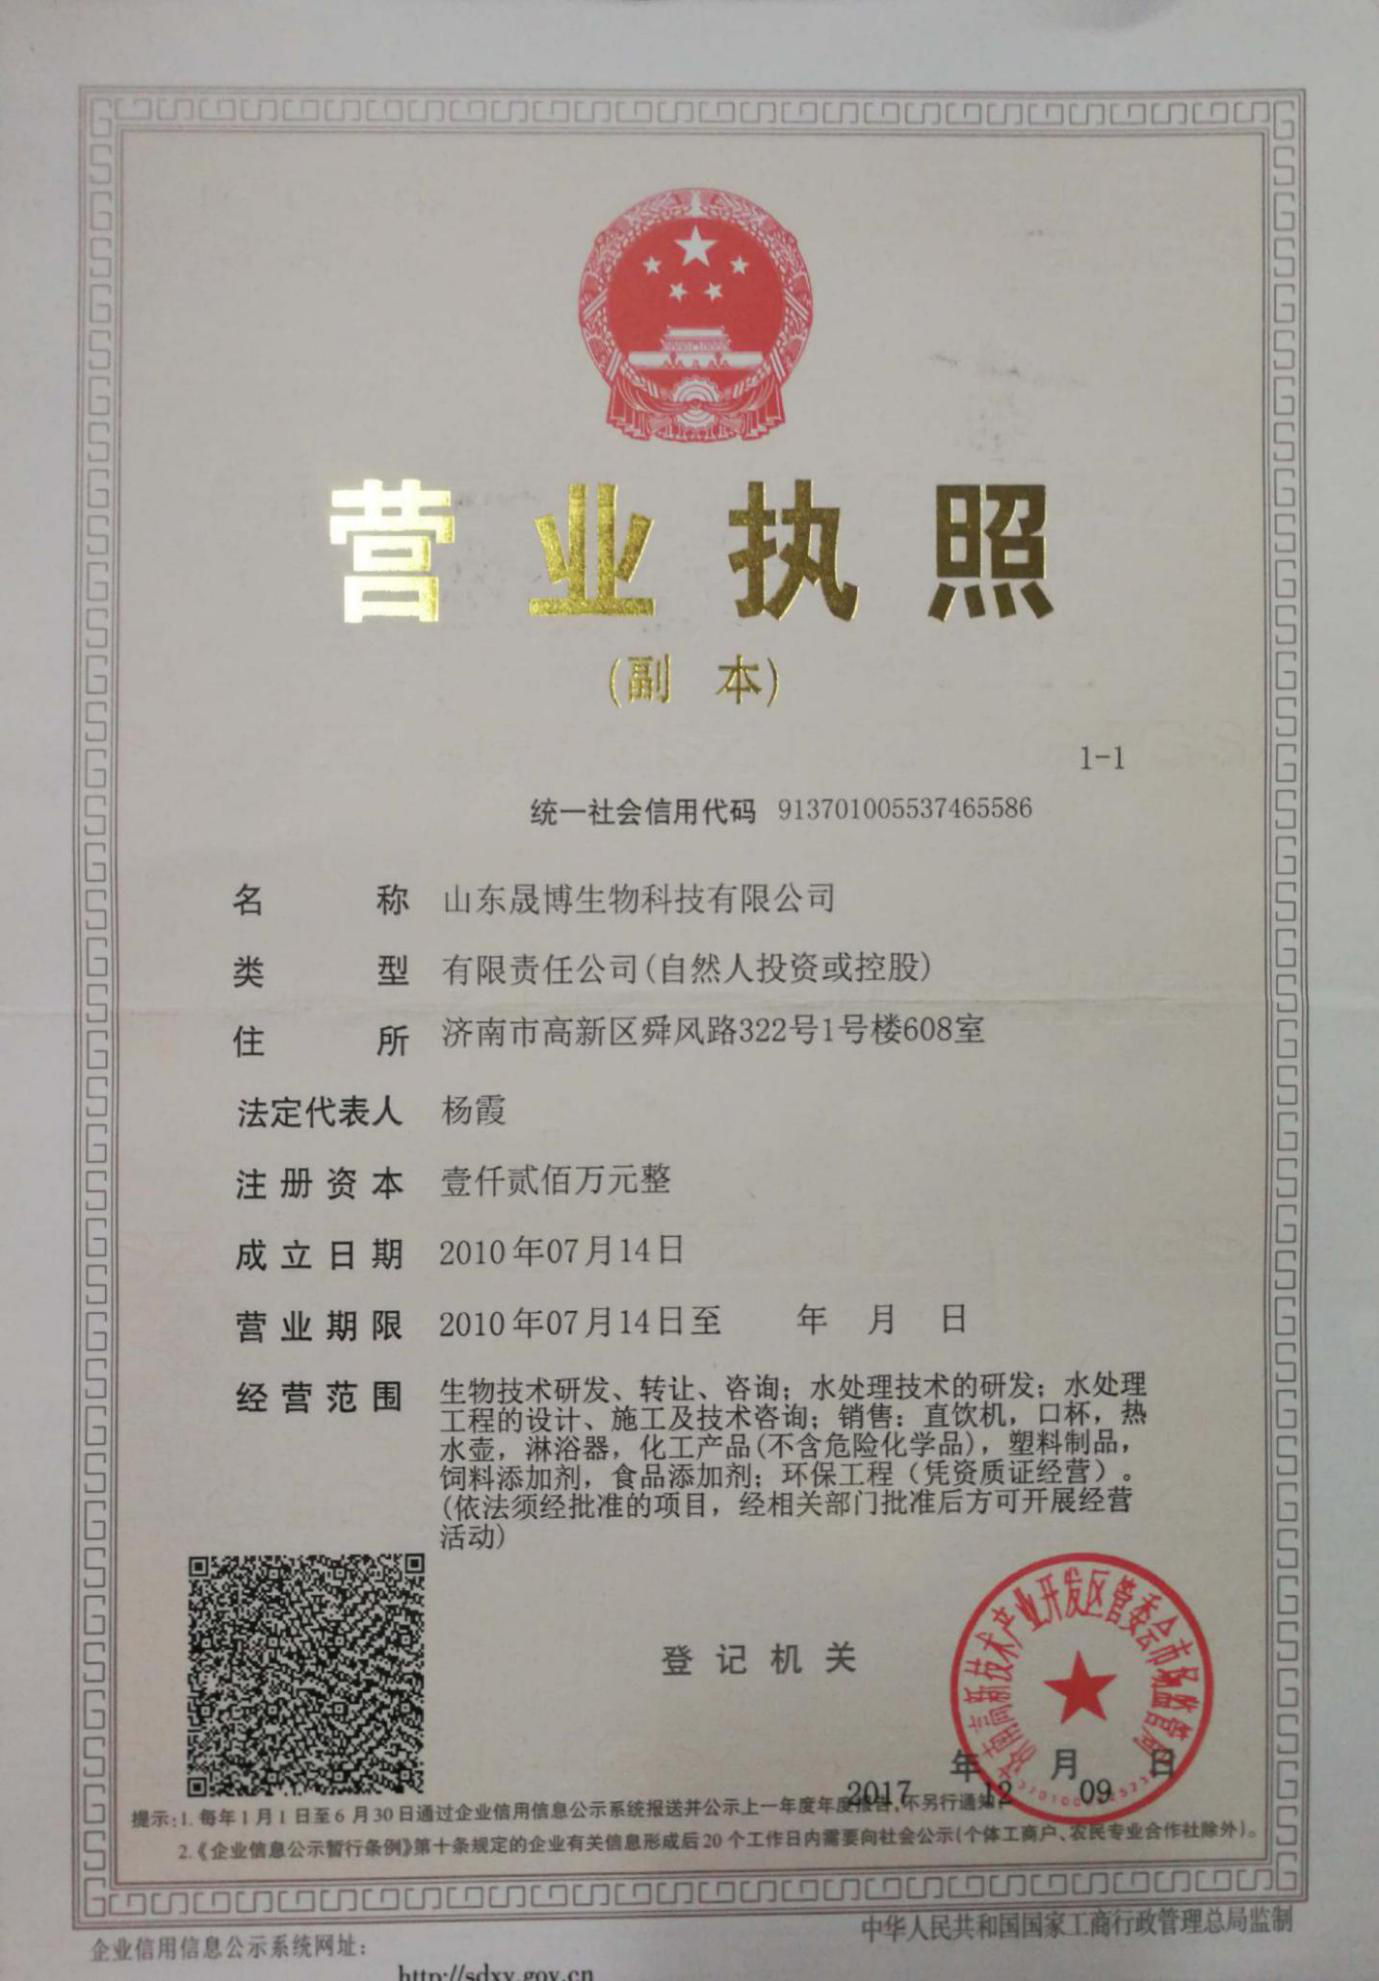 营业执照
(副 本)
1-1
统一社会信用代码 913701005537465586
名 称 山东晟博生物科技有限公司
类 型 有限责任公司(自然人投资或控股)
住 所 济南市高新区舜风路322号1号楼608室
法定代表人 杨霞
注册资本 壹仟贰佰万元整
成立日期 2010年07月14日
营业期限 2010年07月14日至 年 月 日
经营范围 生物技术研发、转让、咨询；水处理技术的研发；水处理
工程的设计、施工及技术咨询；销售：直饮机，口杯，热
水壶，淋浴器，化工产品(不含危险化学品)，塑料制品，
饲料添加剂，食品添加剂；环保工程（凭资质证经营）。
(依法须经批准的项目，经相关部门批准后方可开展经营
活动)
登记机关
济南高新技术产业开发区管委会市场监管局
年 月 日
2017 12 09
提示:1.每年1月1日至6月30日通过企业信用信息公示系统报送并公示上一年度年度报告,不另行通知。
2.《企业信息公示暂行条例》第十条规定的企业有关信息形成后20个工作日内需要向社会公示(个体工商户、农民专业合作社除外)。
中华人民共和国国家工商行政管理总局监制
企业信用信息公示系统网址：
http://sdxy.gov.cn